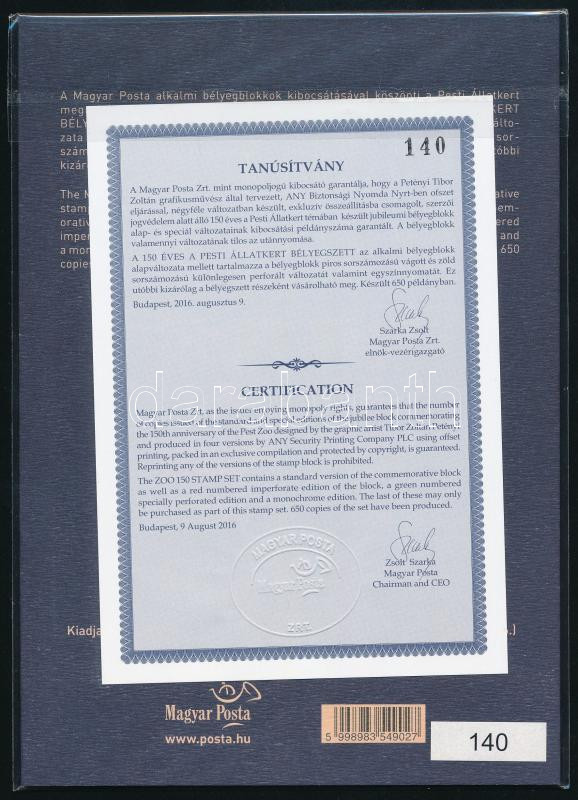 A Magyar Posta alkalmi bélyegblokkok kibocsátásával köszönti a Pesti Állatkert
140
TANÚSÍTVÁNY
A Magyar Posta Zrt. mint monopoljogú kibocsátó garantálja, hogy a Petényi Tibor
Zoltán grafikusművész által tervezett, ANY Biztonsági Nyomda Nyrt-ben ofszet
eljárással, négyféle változatban készült, exkluzív összeállításba csomagolt, szerzői
jogvédelem alatt álló 150 éves a Pesti Állatkert témában készült jubileumi bélyegblokk
alap- és speciál változatainak kibocsátási példányszáma garantált. A bélyegblokk
valamennyi változatának tilos az utánnyomása.
A 150 ÉVES A PESTI ÁLLATKERT BÉLYEGSZETT az alkalmi bélyegblokk
alapváltozata mellett tartalmazza a bélyegblokk piros sorszámozású vágott és zöld
sorszámozású különlegesen perforált változatát valamint egyszínnyomatát. Ez
utóbbi kizárólag a bélyegszett részeként vásárolható meg. Készült 650 példányban.
Budapest, 2016. augusztus 9.
Szarka Zsolt
Magyar Posta Zrt.
elnök-vezérigazgató
darabanth
CERTIFICATION
Magyar Posta Zrt. as the issues enjoying monopoly rights, guarantees that the number
of copies issued of the standard and special editions of the jubilee block commemorating
the 150th anniversary of the Pest Zoo designed by the graphic artist Tibor Zoltán Petényi
and produced in four versions by ANY Security Printing Company PLC using offset
printing, packed in an exclusive compilation and protected by copyright, is guaranteed.
Reprinting any of the versions of the stamp block is prohibited.
The ZOO 150 STAMP SET contains a standard version of the commemorative block
as well as a red numbered imperforate edition of the block, a green numbered
specially perforated edition and a monochrome edition. The last of these may only
be purchased as part of this stamp set. 650 copies of the set have been produced.
Budapest, 9 August 2016
MAGYAR POSTA
Magyar Posta
ZRT.
Zsolt Szarka
Magyar Posta
Chairman and CEO
Kiadja
Magyar Posta
www.posta.hu
5 998983 549027
140